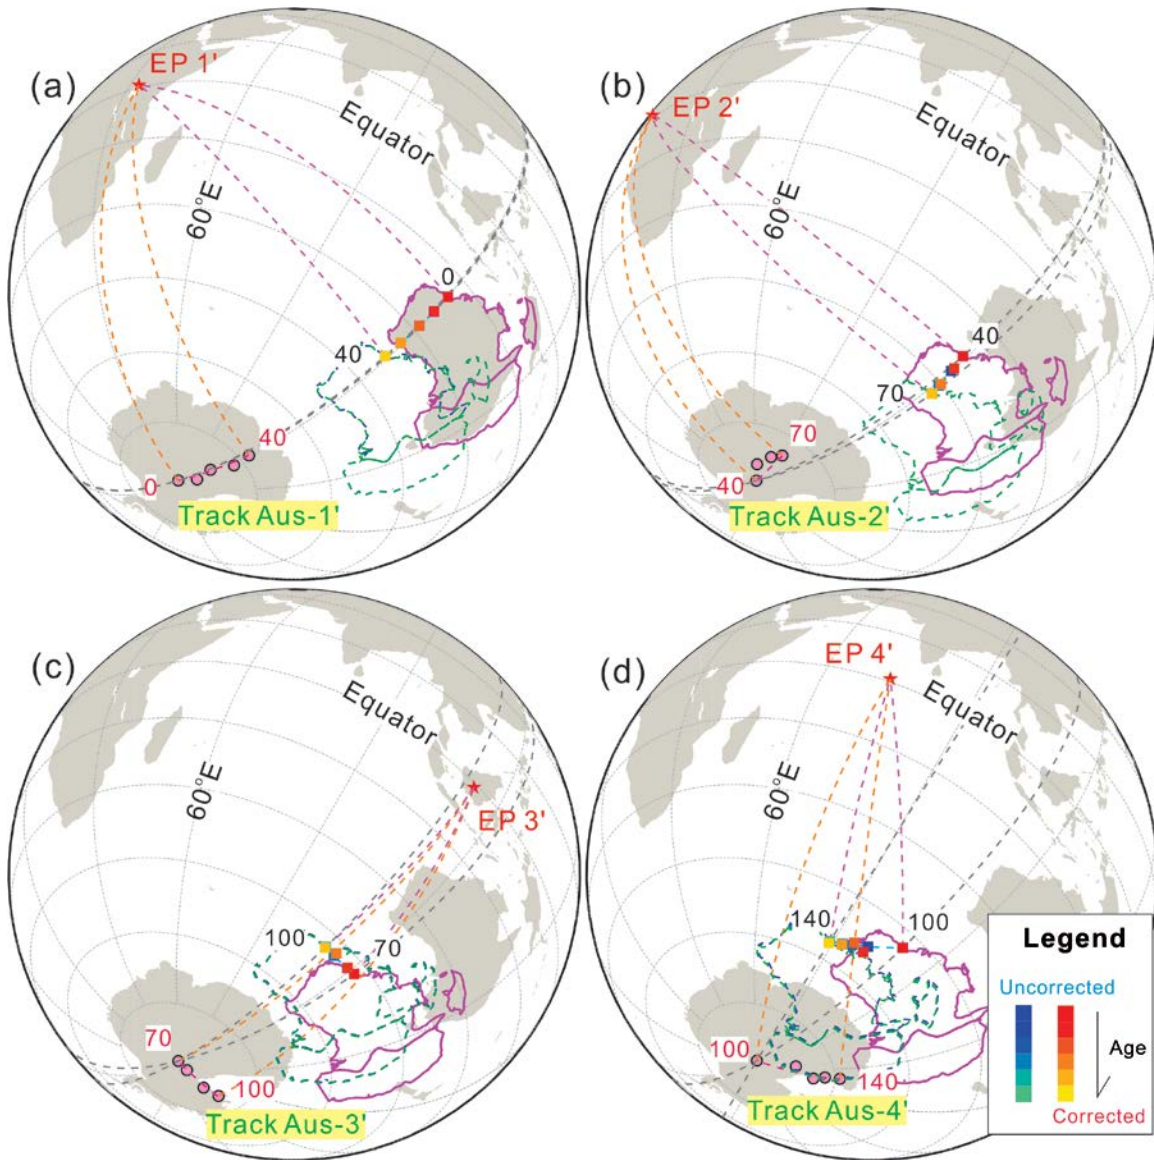 (a)
EP 1'
Equator
60°E
0
40
40
0
Track Aus-1'
(b)
EP 2'
Equator
60°E
40
70
70
40
Track Aus-2'
(c)
Equator
60°E
EP 3'
100
70
70
100
Track Aus-3'
(d)
EP 4'
Equator
60°E
140
100
100
140
Track Aus-4'
Legend
Uncorrected
Age
Corrected